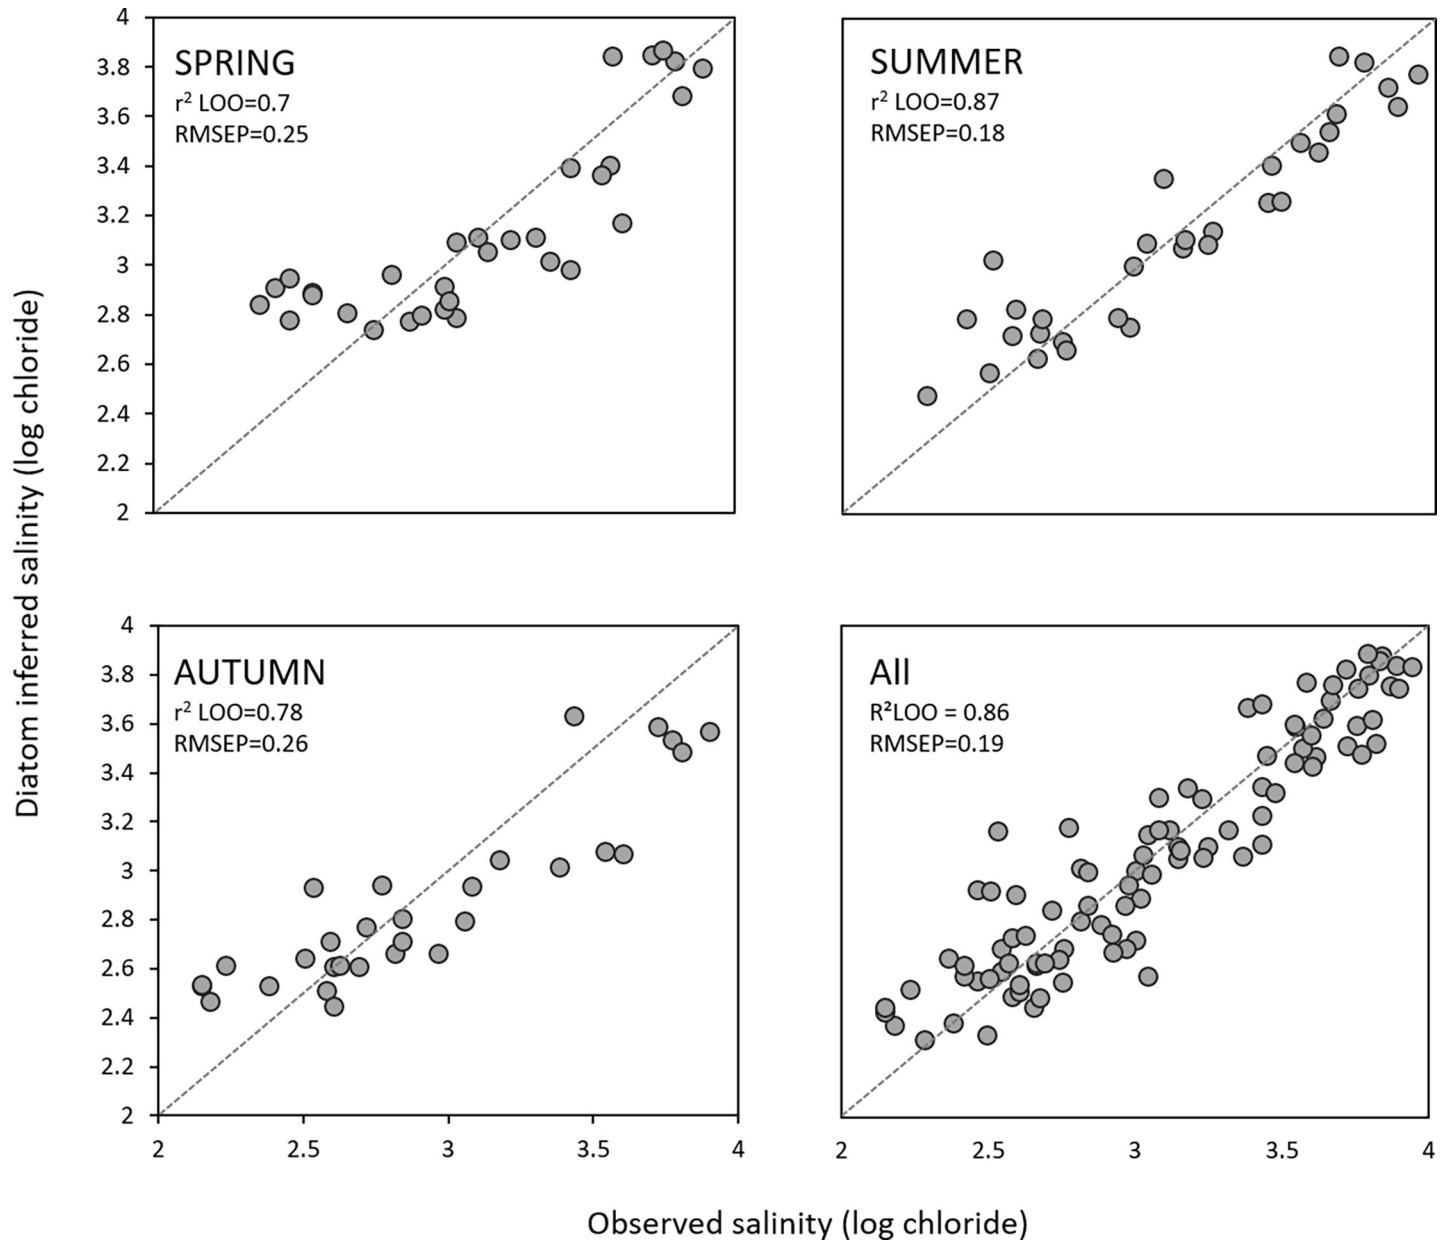 Diatom inferred salinity (log chloride)
SPRING
r² LOO=0.7
RMSEP=0.25
4
3.8
3.6
3.4
3.2
3
2.8
2.6
2.4
2.2
2
SUMMER
r² LOO=0.87
RMSEP=0.18
AUTUMN
r² LOO=0.78
RMSEP=0.26
4
3.8
3.6
3.4
3.2
3
2.8
2.6
2.4
2.2
2
2 2.5 3 3.5 4
All
R²LOO = 0.86
RMSEP=0.19
2 2.5 3 3.5 4
Observed salinity (log chloride)